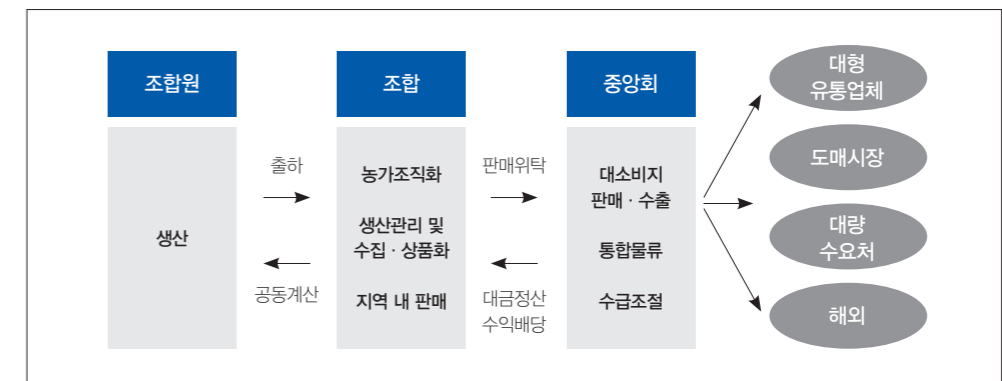 조합원
생산
출하
공동계산
조합
농가조직화
생산관리 및
수집 · 상품화
지역 내 판매
판매위탁
대금정산
수익배당
중앙회
대소비지
판매 · 수출
통합물류
수급조절
대형
유통업체
도매시장
대량
수요처
해외